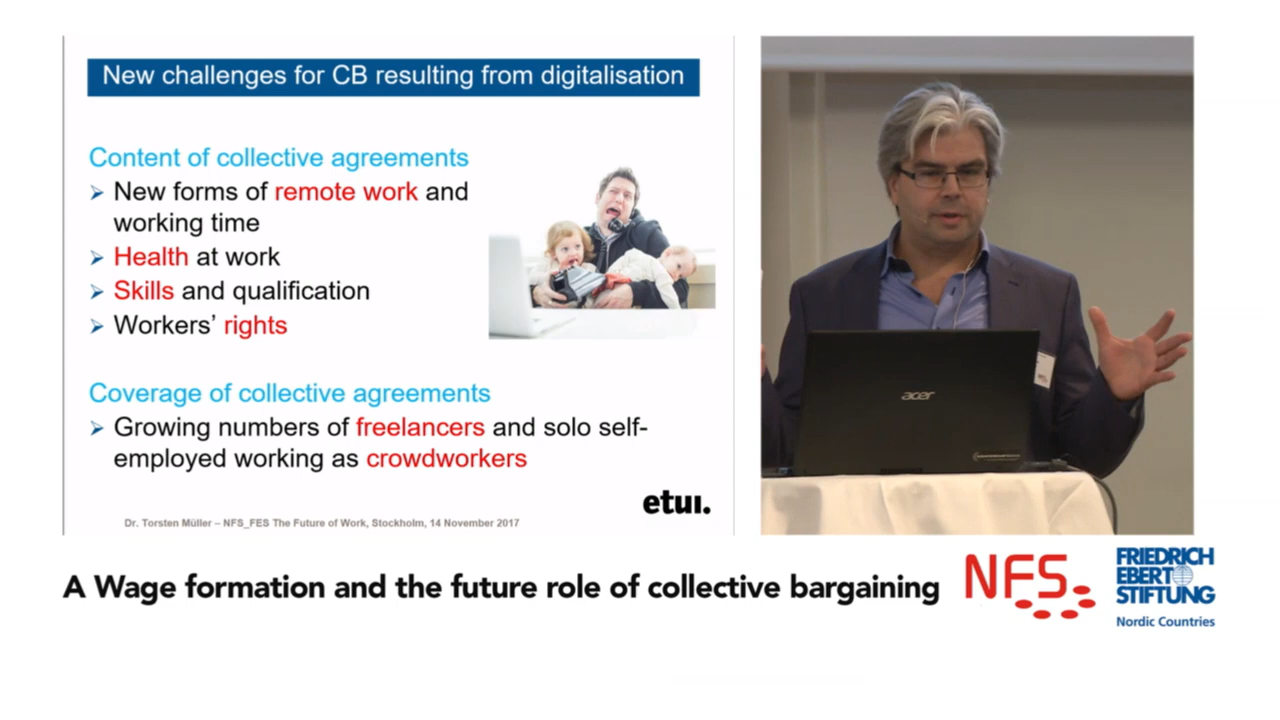 New challenges for CB resulting from digitalisation
Content of collective agreements
➢ New forms of remote work and
working time
➢ Health at work
➢ Skills and qualification
➢ Workers' rights
Coverage of collective agreements
➢ Growing numbers of freelancers and solo self-
employed working as crowdworkers
etui.
Dr. Torsten Müller – NFS_FES The Future of Work, Stockholm, 14 November 2017
acer
A Wage formation and the future role of collective bargaining
NFS
FRIEDRICH
EBERT
STIFTUNG
Nordic Countries